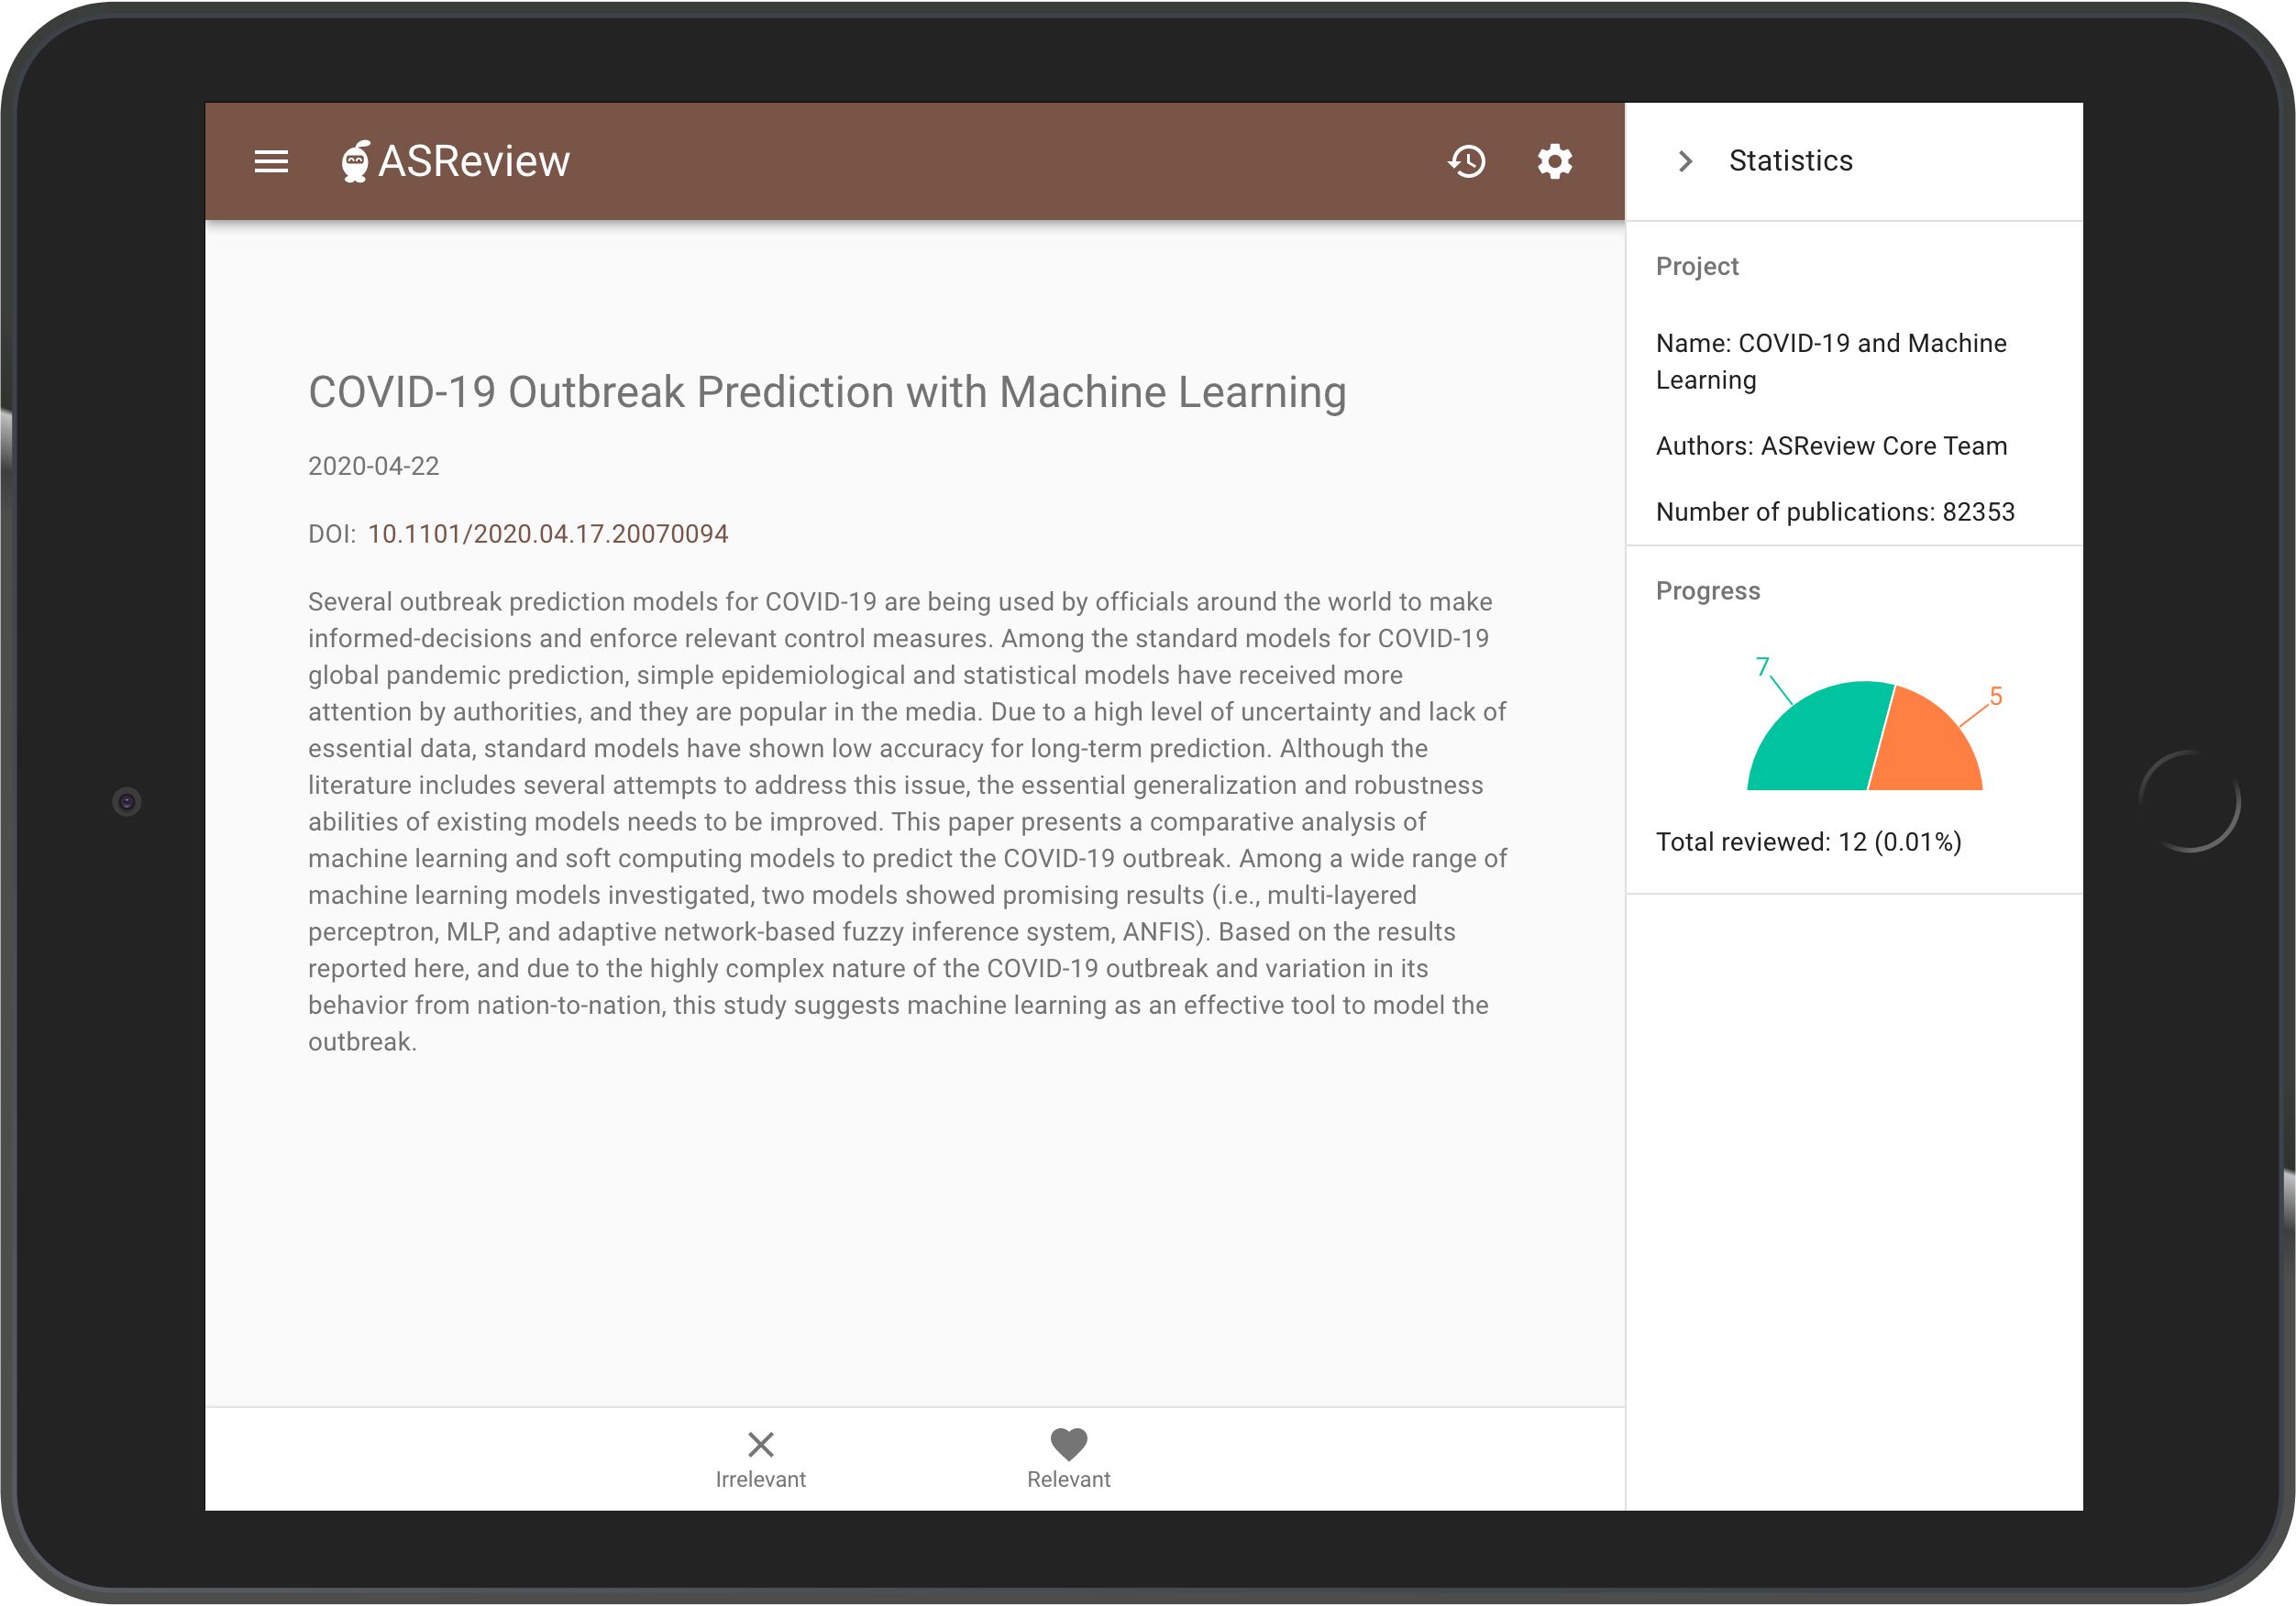 ASReview
Statistics
COVID-19 Outbreak Prediction with Machine Learning
2020-04-22
DOI: 10.1101/2020.04.17.20070094
Several outbreak prediction models for COVID-19 are being used by officials around the world to make
informed-decisions and enforce relevant control measures. Among the standard models for COVID-19
global pandemic prediction, simple epidemiological and statistical models have received more
attention by authorities, and they are popular in the media. Due to a high level of uncertainty and lack of
essential data, standard models have shown low accuracy for long-term prediction. Although the
literature includes several attempts to address this issue, the essential generalization and robustness
abilities of existing models needs to be improved. This paper presents a comparative analysis of
machine learning and soft computing models to predict the COVID-19 outbreak. Among a wide range of
machine learning models investigated, two models showed promising results (i.e., multi-layered
perceptron, MLP, and adaptive network-based fuzzy inference system, ANFIS). Based on the results
reported here, and due to the highly complex nature of the COVID-19 outbreak and variation in its
behavior from nation-to-nation, this study suggests machine learning as an effective tool to model the
outbreak.
Irrelevant
Relevant
Project
Name: COVID-19 and Machine
Learning
Authors: ASReview Core Team
Number of publications: 82353
Progress
7
5
Total reviewed: 12 (0.01%)